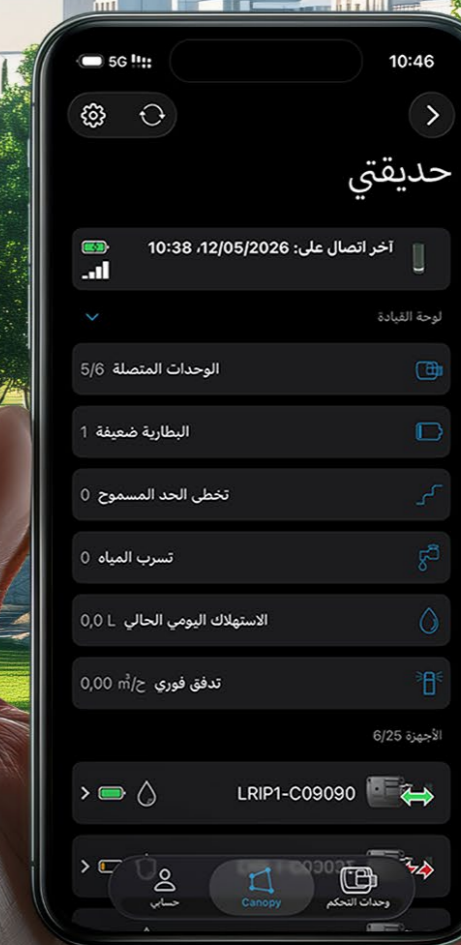 10:46
5G
حديقتي
آخر اتصال على: 12/05/2026، 10:38
لوحة القيادة
الوحدات المتصلة 5/6
البطارية ضعيفة 1
تخطى الحد المسموح 0
تسرب المياه 0
الاستهلاك اليومي الحالي 0,0 L
تدفق فوري 0,00 m³/ح
الأجهزة 6/25
LRIP1-C09090
وحدات التحكم
Canopy
حسابي